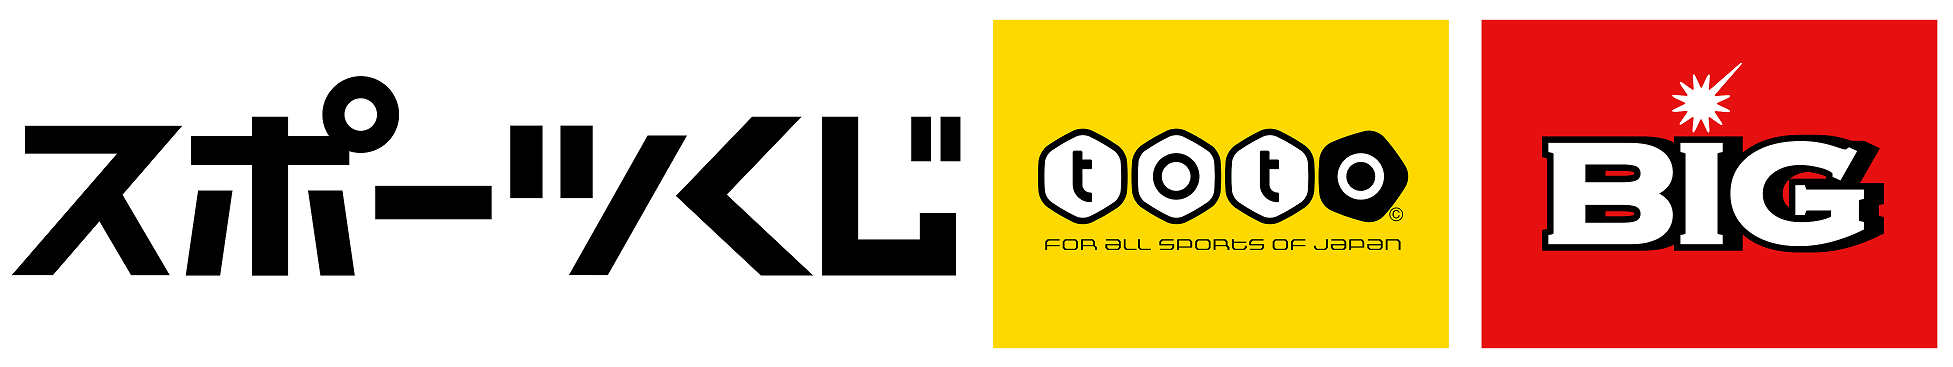 スポーツくじ
toto
©
FOR ALL SPORTS OF JAPAN
BIG